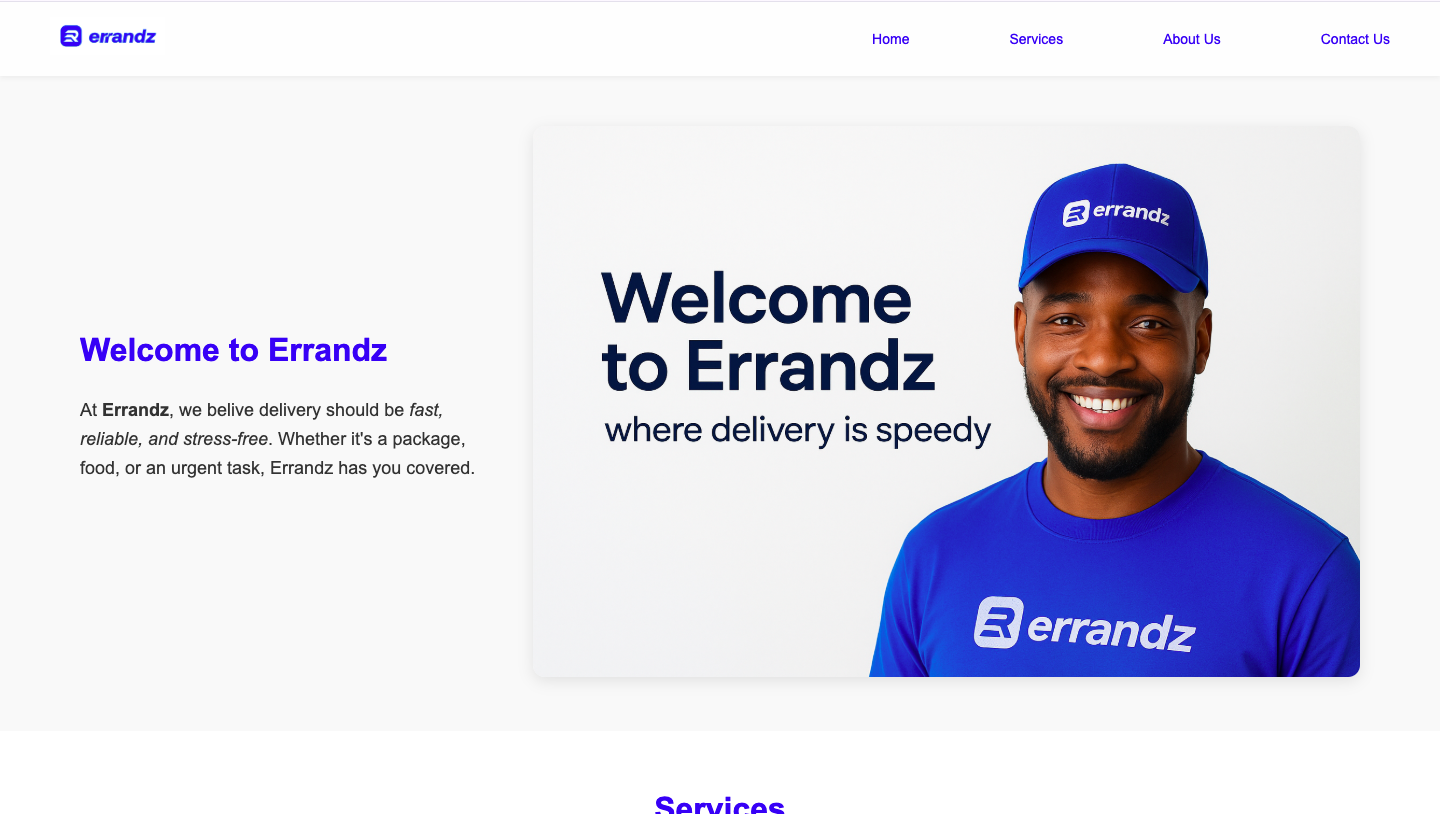 errandz
Home
Services
About Us
Contact Us
Welcome to Errandz
At Errandz, we belive delivery should be fast,
reliable, and stress-free. Whether it's a package,
food, or an urgent task, Errandz has you covered.
Welcome
to Errandz
where delivery is speedy
errandz
errandz
Services